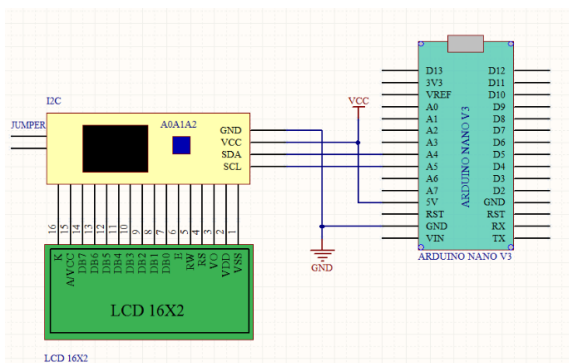 I2C
JUMPER
A0A1A2
GND
VCC
SDA
SCL
16
15
14
13
12
11
10
9
8
7
6
5
4
3
2
1
K
A/VCC
DB7
DB6
DB5
DB4
DB3
DB2
DB1
DB0
E
RW
RS
VO
VDD
VSS
LCD 16X2
LCD 16X2
VCC
GND
D13
3V3
VREF
A0
A1
A2
A3
A4
A5
A6
A7
5V
RST
GND
VIN
ARDUINO NANO V3
D12
D11
D10
D9
D8
D7
D6
D5
D4
D3
D2
GND
RST
RX
TX
ARDUINO NANO V3